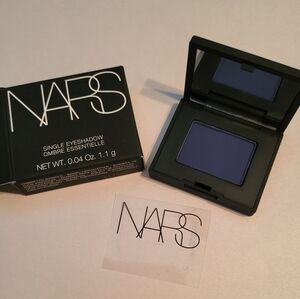 NARS
SINGLE EYESHADOW
OMBRE ESSENTIELLE
NET WT. 0.04 Oz. 1.1 g
NARS